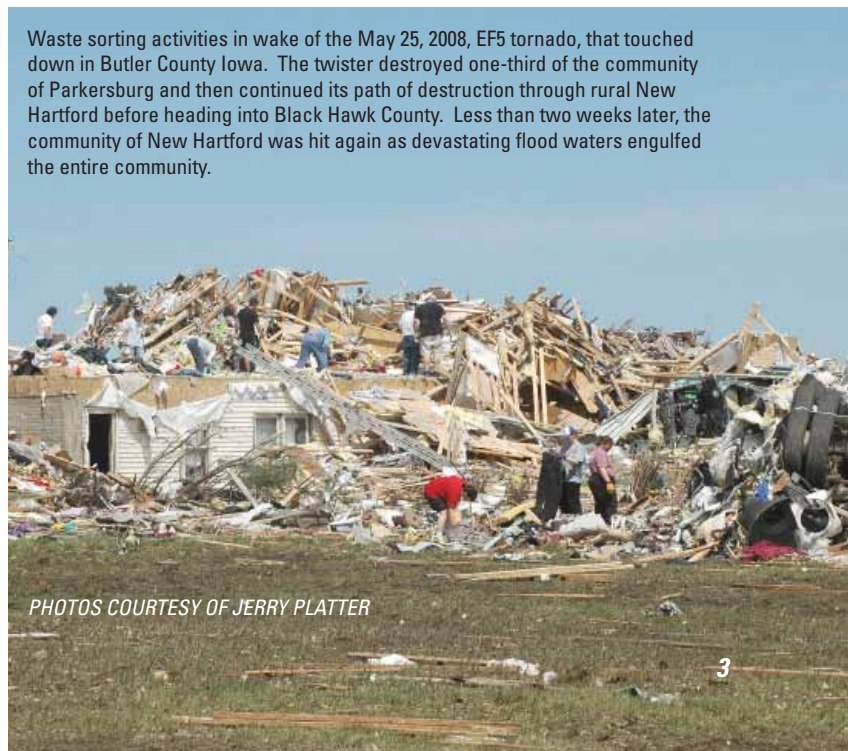 Waste sorting activities in wake of the May 25, 2008, EF5 tornado, that touched
down in Butler County Iowa.  The twister destroyed one-third of the community
of Parkersburg and then continued its path of destruction through rural New
Hartford before heading into Black Hawk County.  Less than two weeks later, the
community of New Hartford was hit again as devastating flood waters engulfed
the entire community.
PHOTOS COURTESY OF JERRY PLATTER
3